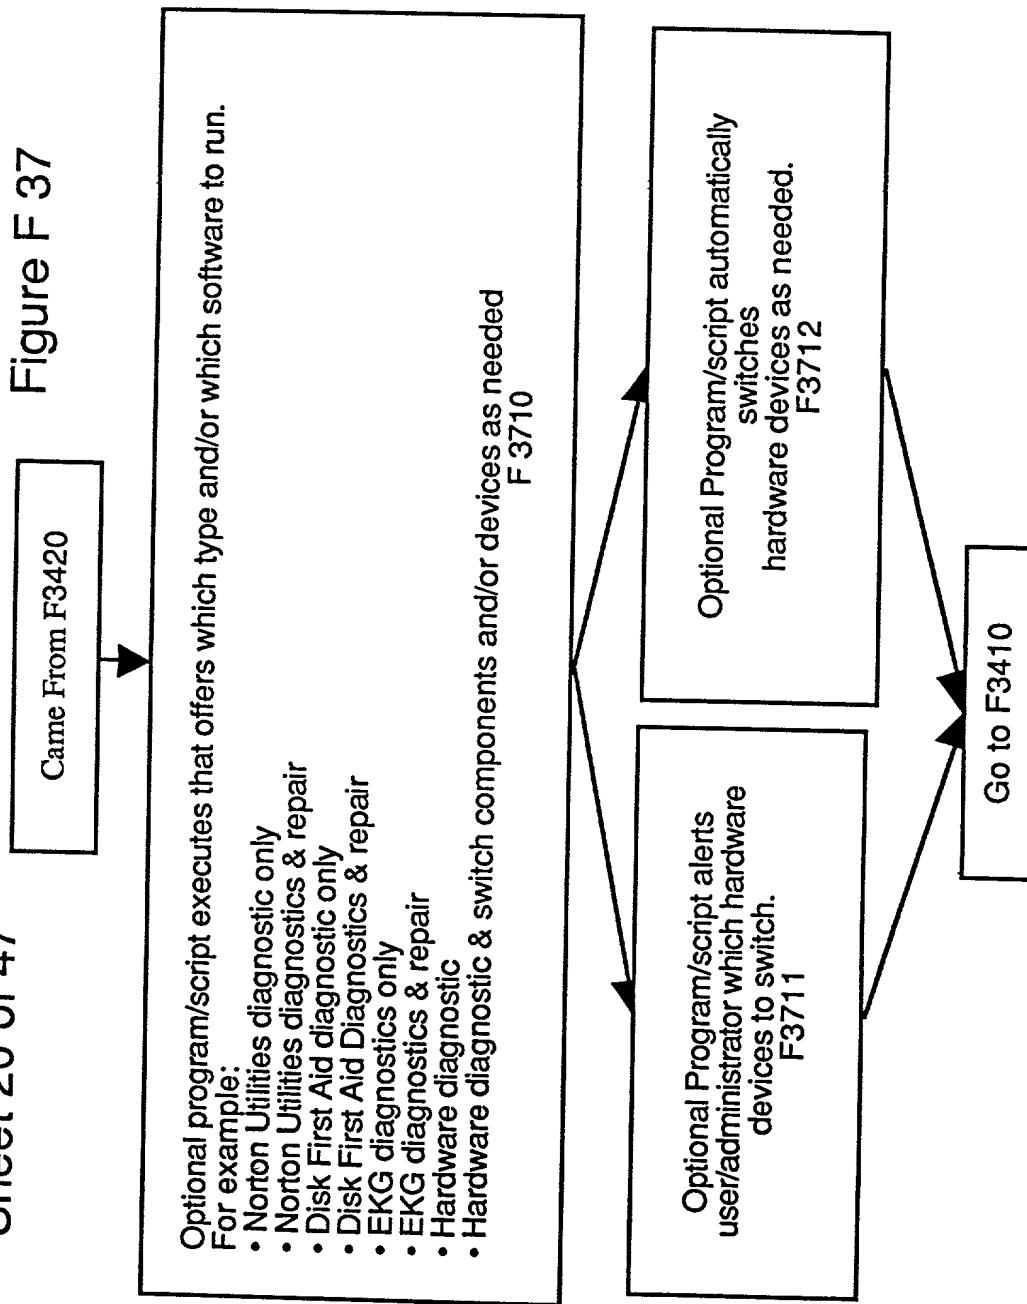 Sheet 20 of 47
Figure F 37
Came From F3420
Optional program/script executes that offers which type and/or which software to run.
For example:
• Norton Utilities diagnostic only
• Norton Utilities diagnostics & repair
• Disk First Aid diagnostic only
• Disk First Aid Diagnostics & repair
• EKG diagnostics only
• EKG diagnostics & repair
• Hardware diagnostic
• Hardware diagnostic & switch components and/or devices as needed
F 3710
Optional Program/script alerts
user/administrator which hardware
devices to switch.
F3711
Optional Program/script automatically
switches
hardware devices as needed.
F3712
Go to F3410